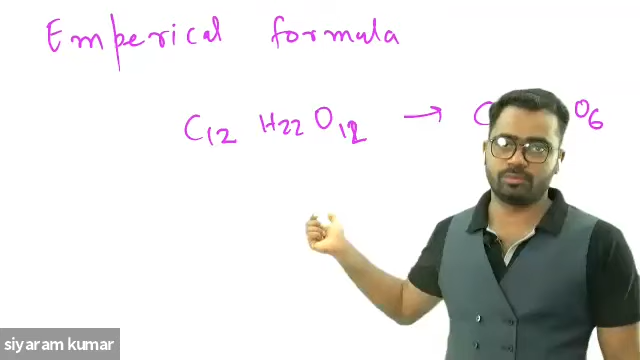 Emperical formula
C12 H22 O12 → C O6
siyaram kumar